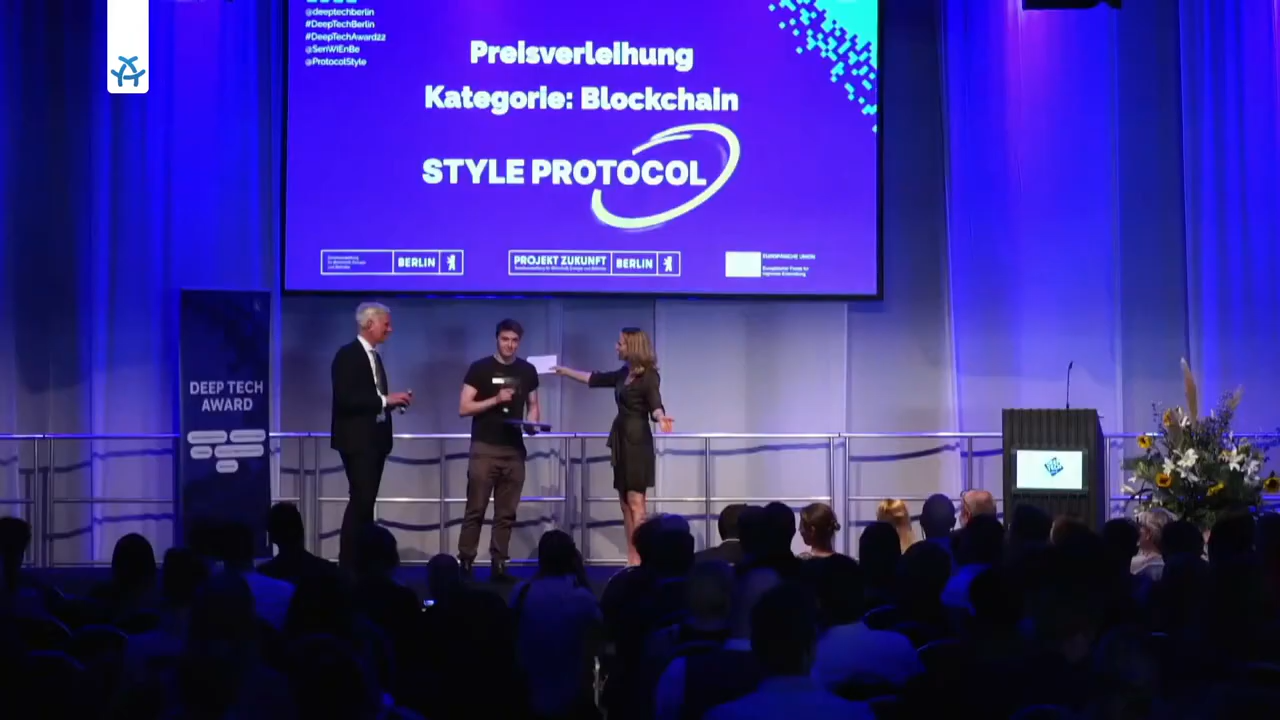 @deeptechberlin
#DeepTechBerlin
#DeepTechAward22
@SenWiEnBe
@ProtocolStyle
Preisverleihung
Kategorie: Blockchain
STYLE PROTOCOL
BERLIN
PROJEKT ZUKUNFT
BERLIN
EUROPÄISCHE UNION
DEEP TECH
AWARD